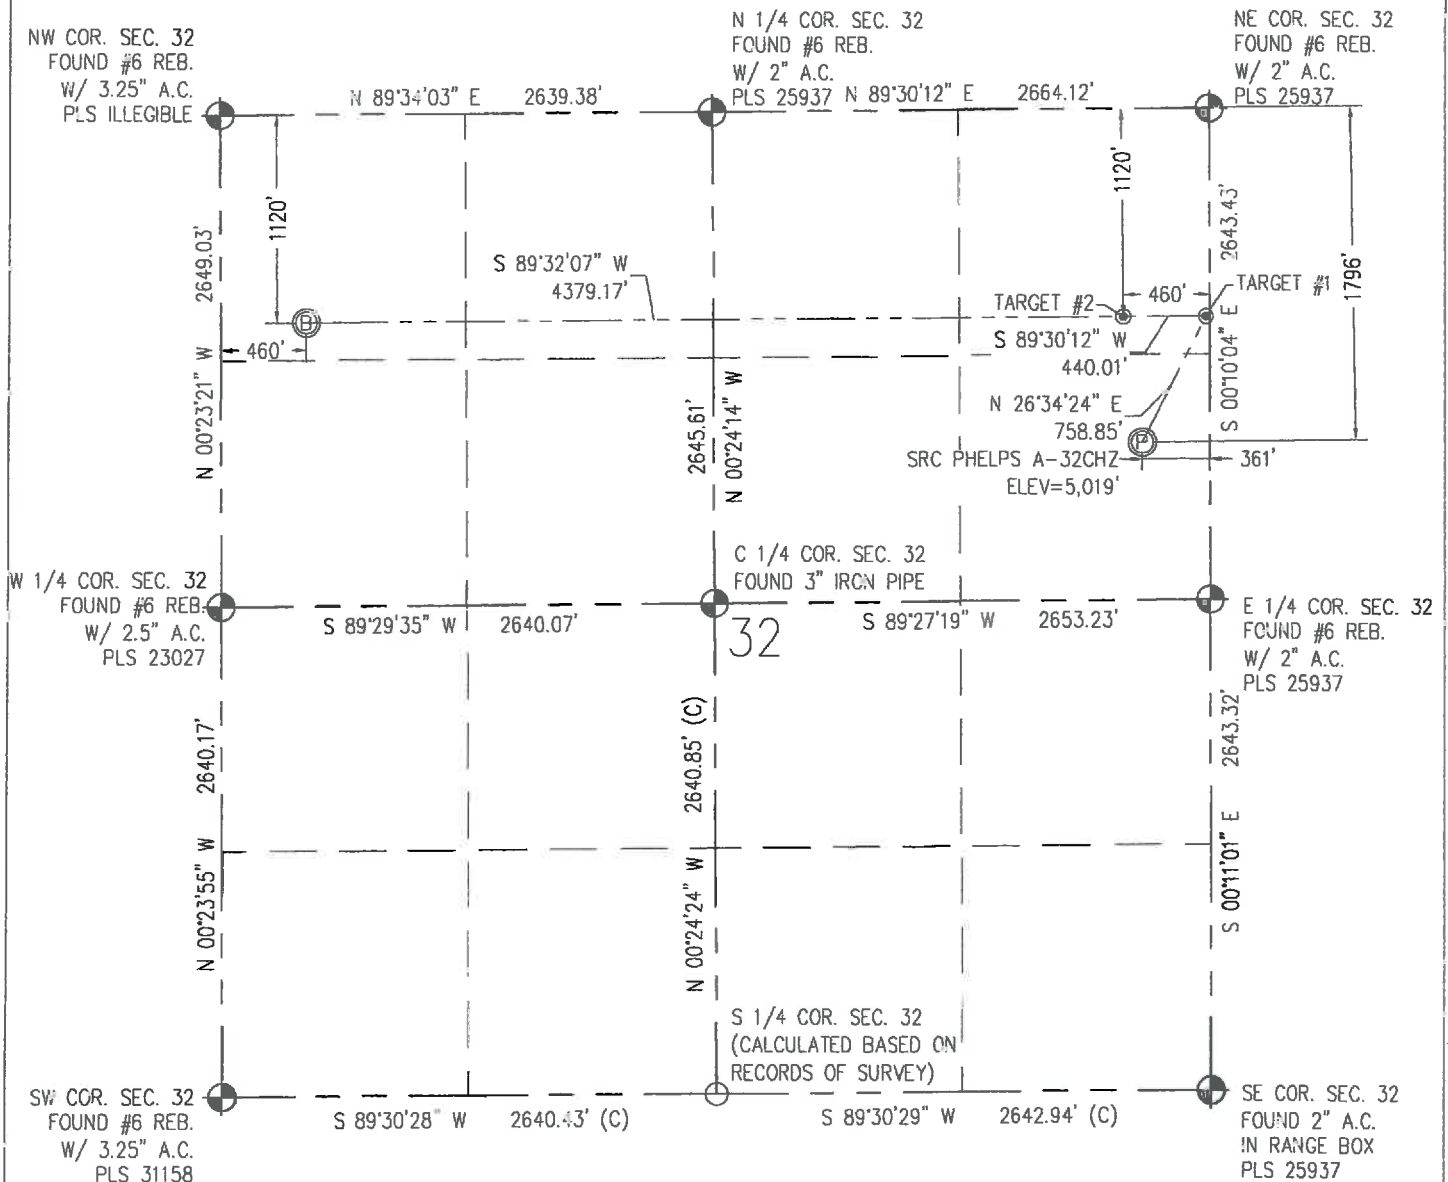 NW COR. SEC. 32
FOUND #6 REB.
W/ 3.25" A.C.
PLS ILLEGIBLE
N 1/4 COR. SEC. 32
FOUND #6 REB.
W/ 2" A.C.
PLS 25937
NE COR. SEC. 32
FOUND #6 REB.
W/ 2" A.C.
PLS 25937
N 89°34'03" E 2639.38'
N 89°30'12" E 2664.12'
1120'
2649.03'
N 00°23'21" W
B
460'
S 89°32'07" W
4379.17'
2645.61'
N 00°24'14" W
1120'
2643.43'
S 00°10'04" E
1796'
TARGET #2
460'
TARGET #1
S 89°30'12" W
440.01'
N 26°34'24" E
758.85'
P
SRC PHELPS A-32CHZ
361'
ELEV=5,019'
W 1/4 COR. SEC. 32
FOUND #6 REB.
W/ 2.5" A.C.
PLS 23027
C 1/4 COR. SEC. 32
FOUND 3" IRON PIPE
32
E 1/4 COR. SEC. 32
FOUND #6 REB.
W/ 2" A.C.
PLS 25937
S 89°29'35" W 2640.07'
S 89°27'19" W 2653.23'
2640.17'
N 00°23'55" W
2640.85' (C)
N 00°24'24" W
2643.32'
S 00°11'01" E
S 1/4 COR. SEC. 32
(CALCULATED BASED ON
RECORDS OF SURVEY)
SW COR. SEC. 32
FOUND #6 REB.
W/ 3.25" A.C.
PLS 31158
S 89°30'28" W 2640.43' (C)
S 89°30'29" W 2642.94' (C)
SE COR. SEC. 32
FOUND 2" A.C.
IN RANGE BOX
PLS 25937